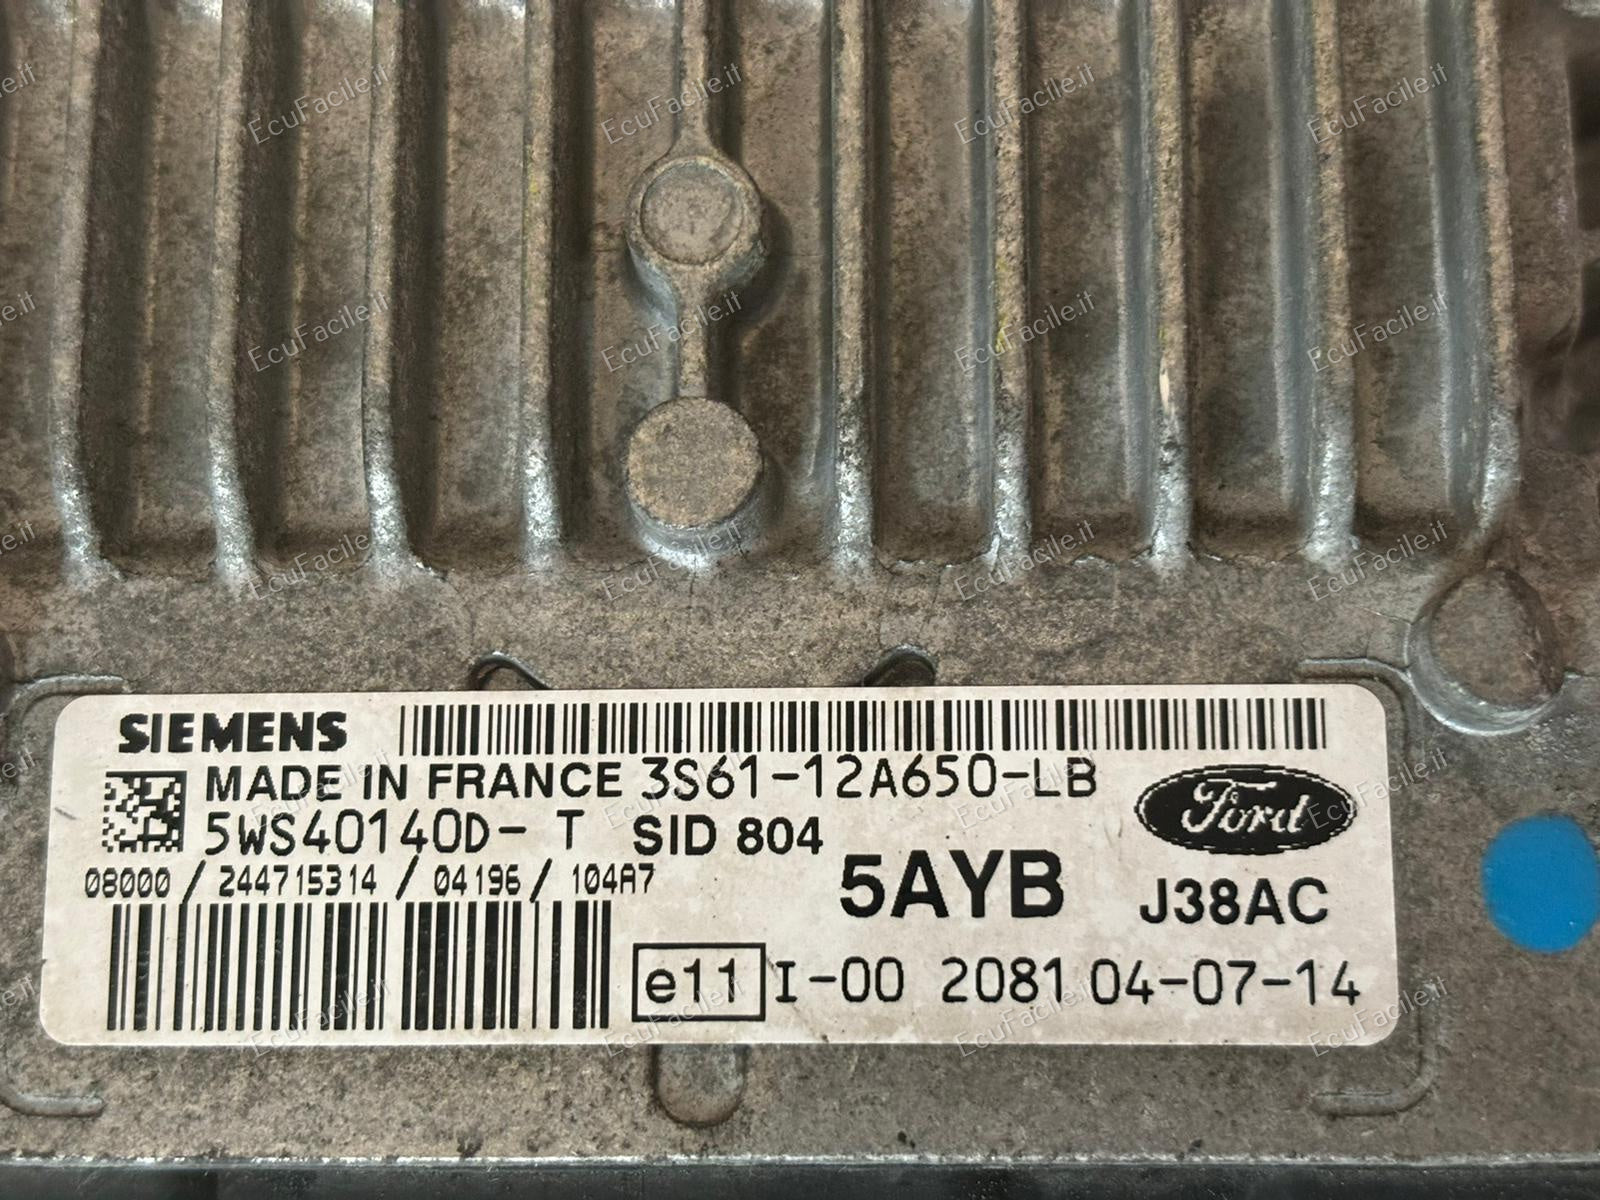 SIEMENS
MADE IN FRANCE 3S61-12A650-LB
Ford
5WS40140D- T SID 804
08000 / 244715314 / 04196 / 104A7
5AYB J38AC
e11 I-00 2081 04-07-14
EcuFacile.it